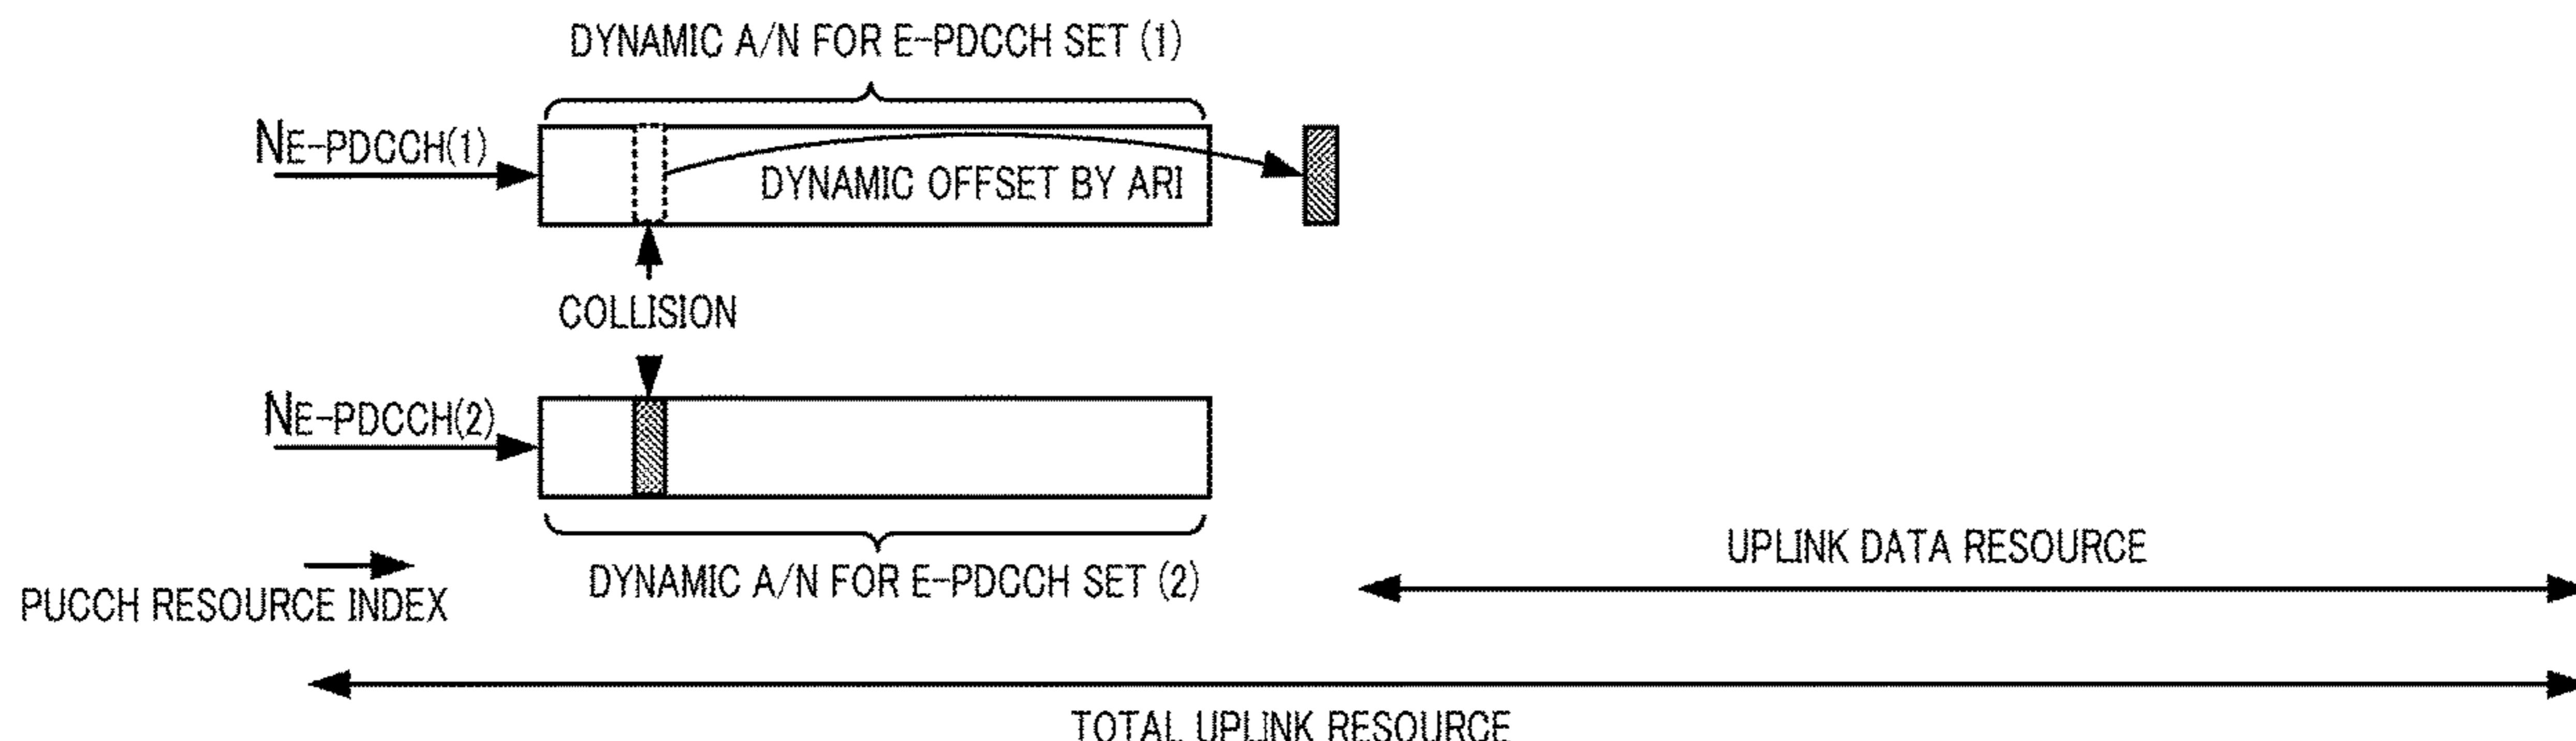 DYNAMIC A/N FOR E-PDCCH SET (1)
NE-PDCCH(1)
DYNAMIC OFFSET BY ARI
COLLISION
NE-PDCCH(2)
UPLINK DATA RESOURCE
DYNAMIC A/N FOR E-PDCCH SET (2)
PUCCH RESOURCE INDEX
TOTAL UPLINK RESOURCE